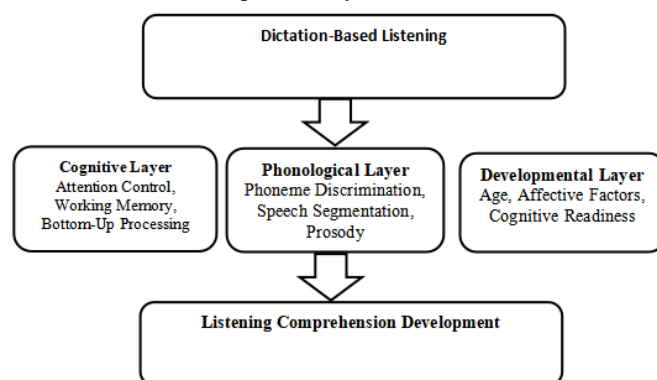 Dictation-Based Listening
Cognitive Layer
Attention Control,
Working Memory,
Bottom-Up Processing
Phonological Layer
Phoneme Discrimination,
Speech Segmentation,
Prosody
Developmental Layer
Age, Affective Factors,
Cognitive Readiness
Listening Comprehension Development